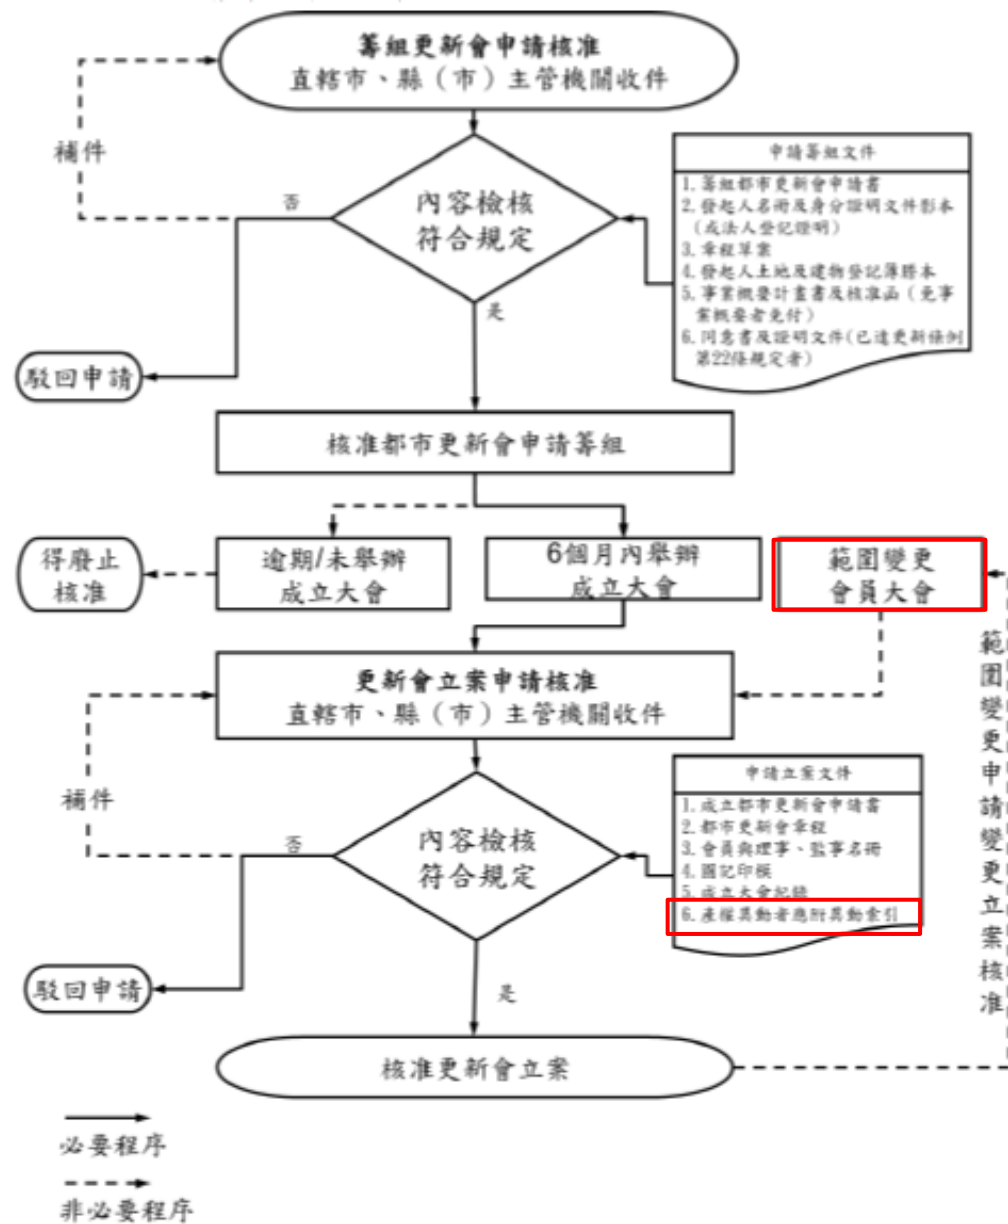 籌組更新會申請核准
直轄市、縣（市）主管機關收件
補件
否
內容檢核
符合規定
是
申請籌組文件
1. 籌組都市更新會申請書
2. 發起人名冊及身分證明文件影本
（或法人登記證明）
3. 章程草案
4. 發起人土地及建物登記簿謄本
5. 事業概要計畫書及核准函（免事
業概要者免付）
6. 同意書及證明文件(已達更新條例
第22條規定者)
駁回申請
核准都市更新會申請籌組
得廢止
核准
逾期/未舉辦
成立大會
6個月內舉辦
成立大會
範圍變更
會員大會
更新會立案申請核准
直轄市、縣（市）主管機關收件
補件
否
內容檢核
符合規定
是
申請立案文件
1. 成立都市更新會申請書
2. 都市更新會章程
3. 會員與理事、監事名冊
4. 圖記印模
5. 成立大會紀錄
6. 產權異動者應附異動索引
範圍變更申請變更立案核准
駁回申請
核准更新會立案
必要程序
非必要程序